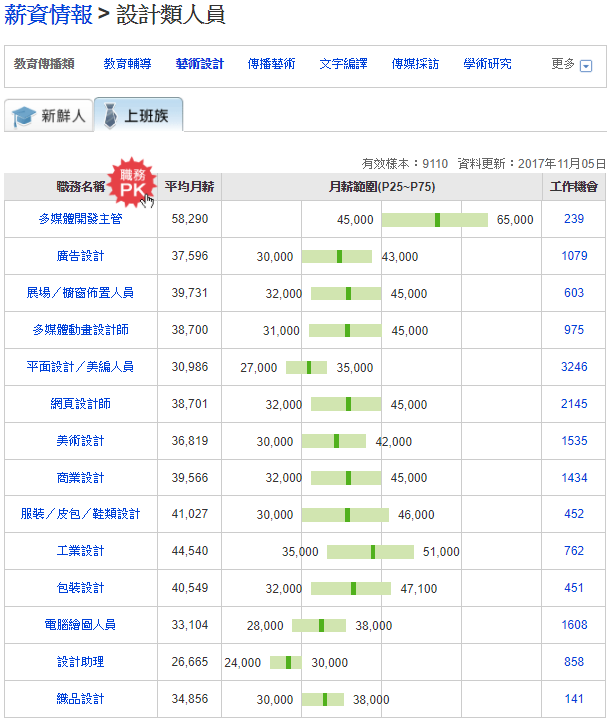 薪資情報 > 設計類人員
教育傳播類 教育輔導 藝術設計 傳播藝術 文字編譯 傳媒採訪 學術研究 更多
新鮮人 上班族
有效樣本：9110 資料更新：2017年11月05日
職務名稱 職務PK 平均月薪 月薪範圍(P25~P75) 工作機會
多媒體開發主管 58,290 45,000 65,000 239
廣告設計 37,596 30,000 43,000 1079
展場／櫥窗佈置人員 39,731 32,000 45,000 603
多媒體動畫設計師 38,700 31,000 45,000 975
平面設計／美編人員 30,986 27,000 35,000 3246
網頁設計師 38,701 32,000 45,000 2145
美術設計 36,819 30,000 42,000 1535
商業設計 39,566 32,000 45,000 1434
服裝／皮包／鞋類設計 41,027 30,000 46,000 452
工業設計 44,540 35,000 51,000 762
包裝設計 40,549 32,000 47,100 451
電腦繪圖人員 33,104 28,000 38,000 1608
設計助理 26,665 24,000 30,000 858
織品設計 34,856 30,000 38,000 141